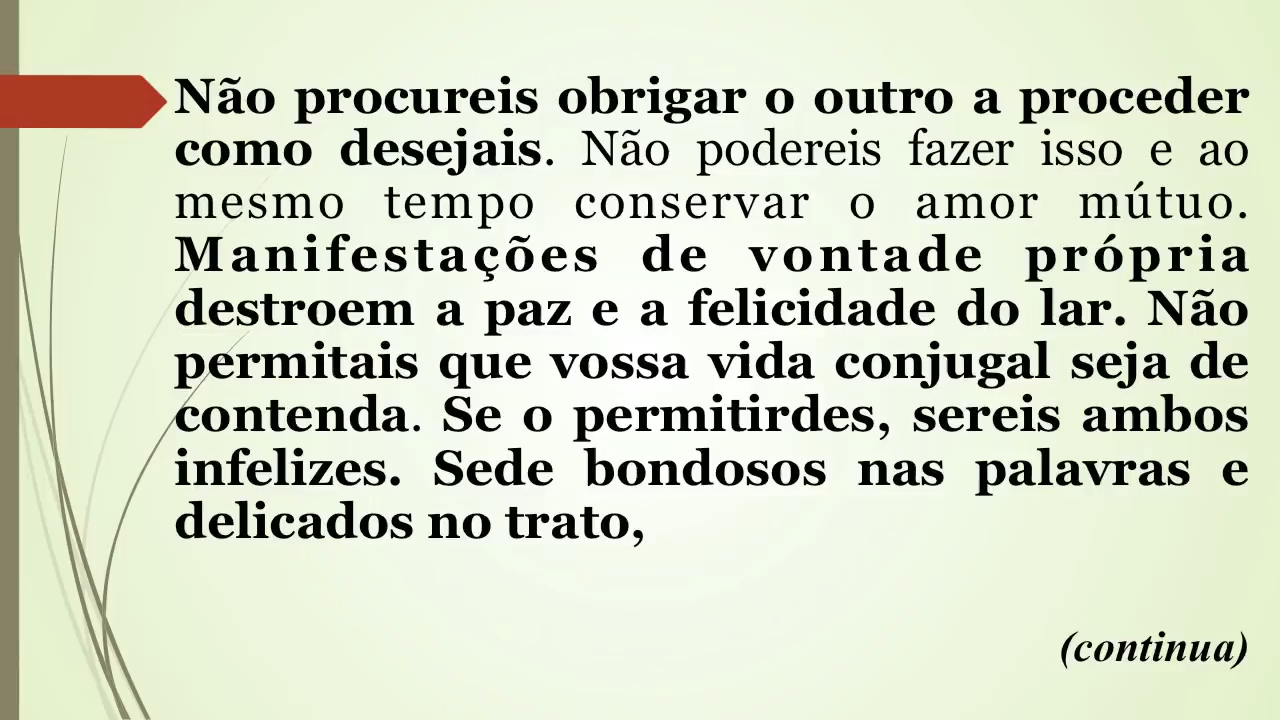 Não procureis obrigar o outro a proceder
como desejais. Não podereis fazer isso e ao
mesmo tempo conservar o amor mútuo.
Manifestações de vontade própria
destroem a paz e a felicidade do lar. Não
permitais que vossa vida conjugal seja de
contenda. Se o permitirdes, sereis ambos
infelizes. Sede bondosos nas palavras e
delicados no trato,
(continua)